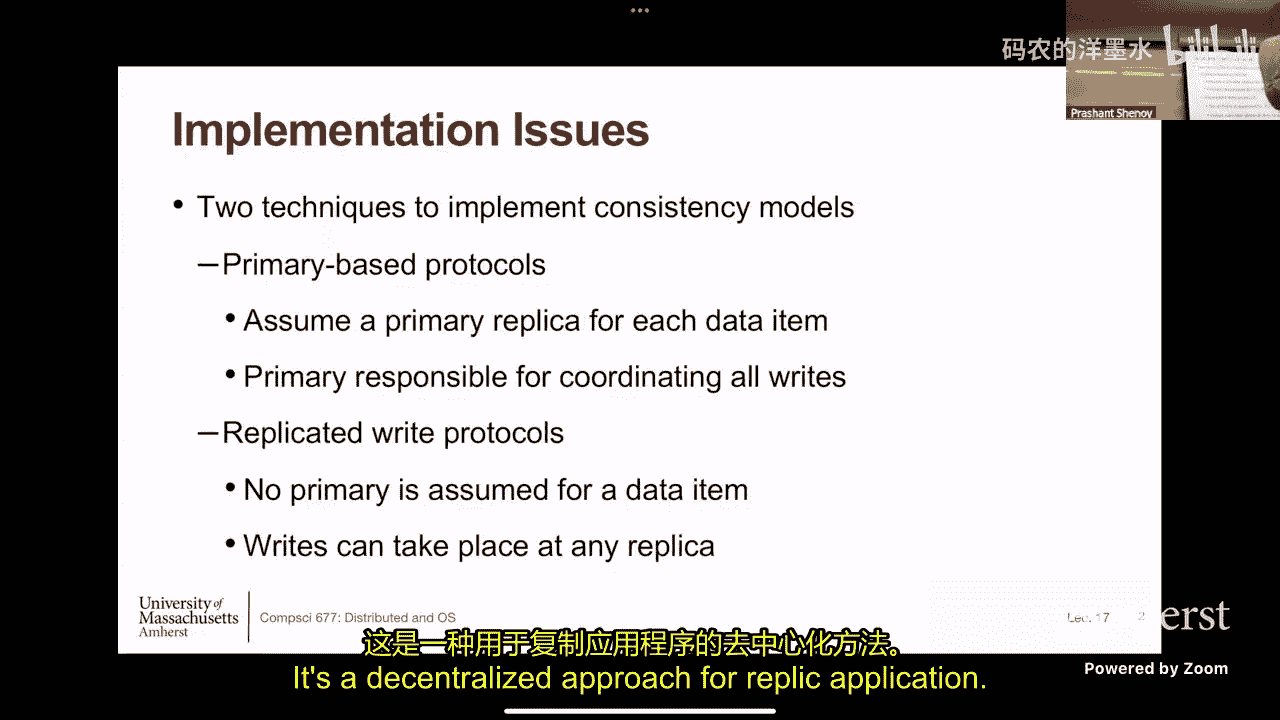 码农的洋墨水 bilibili
Prashant Shenoy
Implementation Issues
• Two techniques to implement consistency models
–Primary-based protocols
• Assume a primary replica for each data item
• Primary responsible for coordinating all writes
–Replicated write protocols
• No primary is assumed for a data item
• Writes can take place at any replica
University of
Massachusetts
Amherst
Compsci 677: Distributed and OS
Lec. 17
2
erst
这是一种用于复制应用程序的去中心化方法。
It's a decentralized approach for replic application.
Powered by Zoom